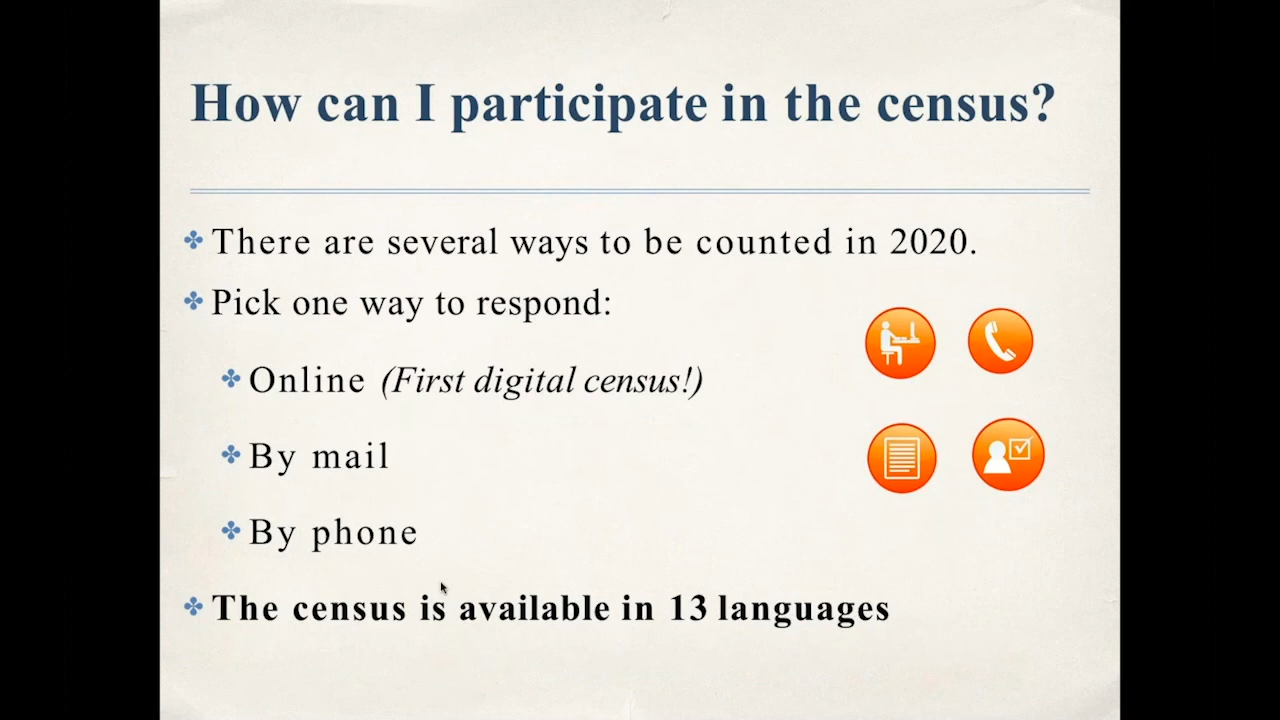 How can I participate in the census?
There are several ways to be counted in 2020.
Pick one way to respond:
Online (First digital census!)
By mail
By phone
The census is available in 13 languages